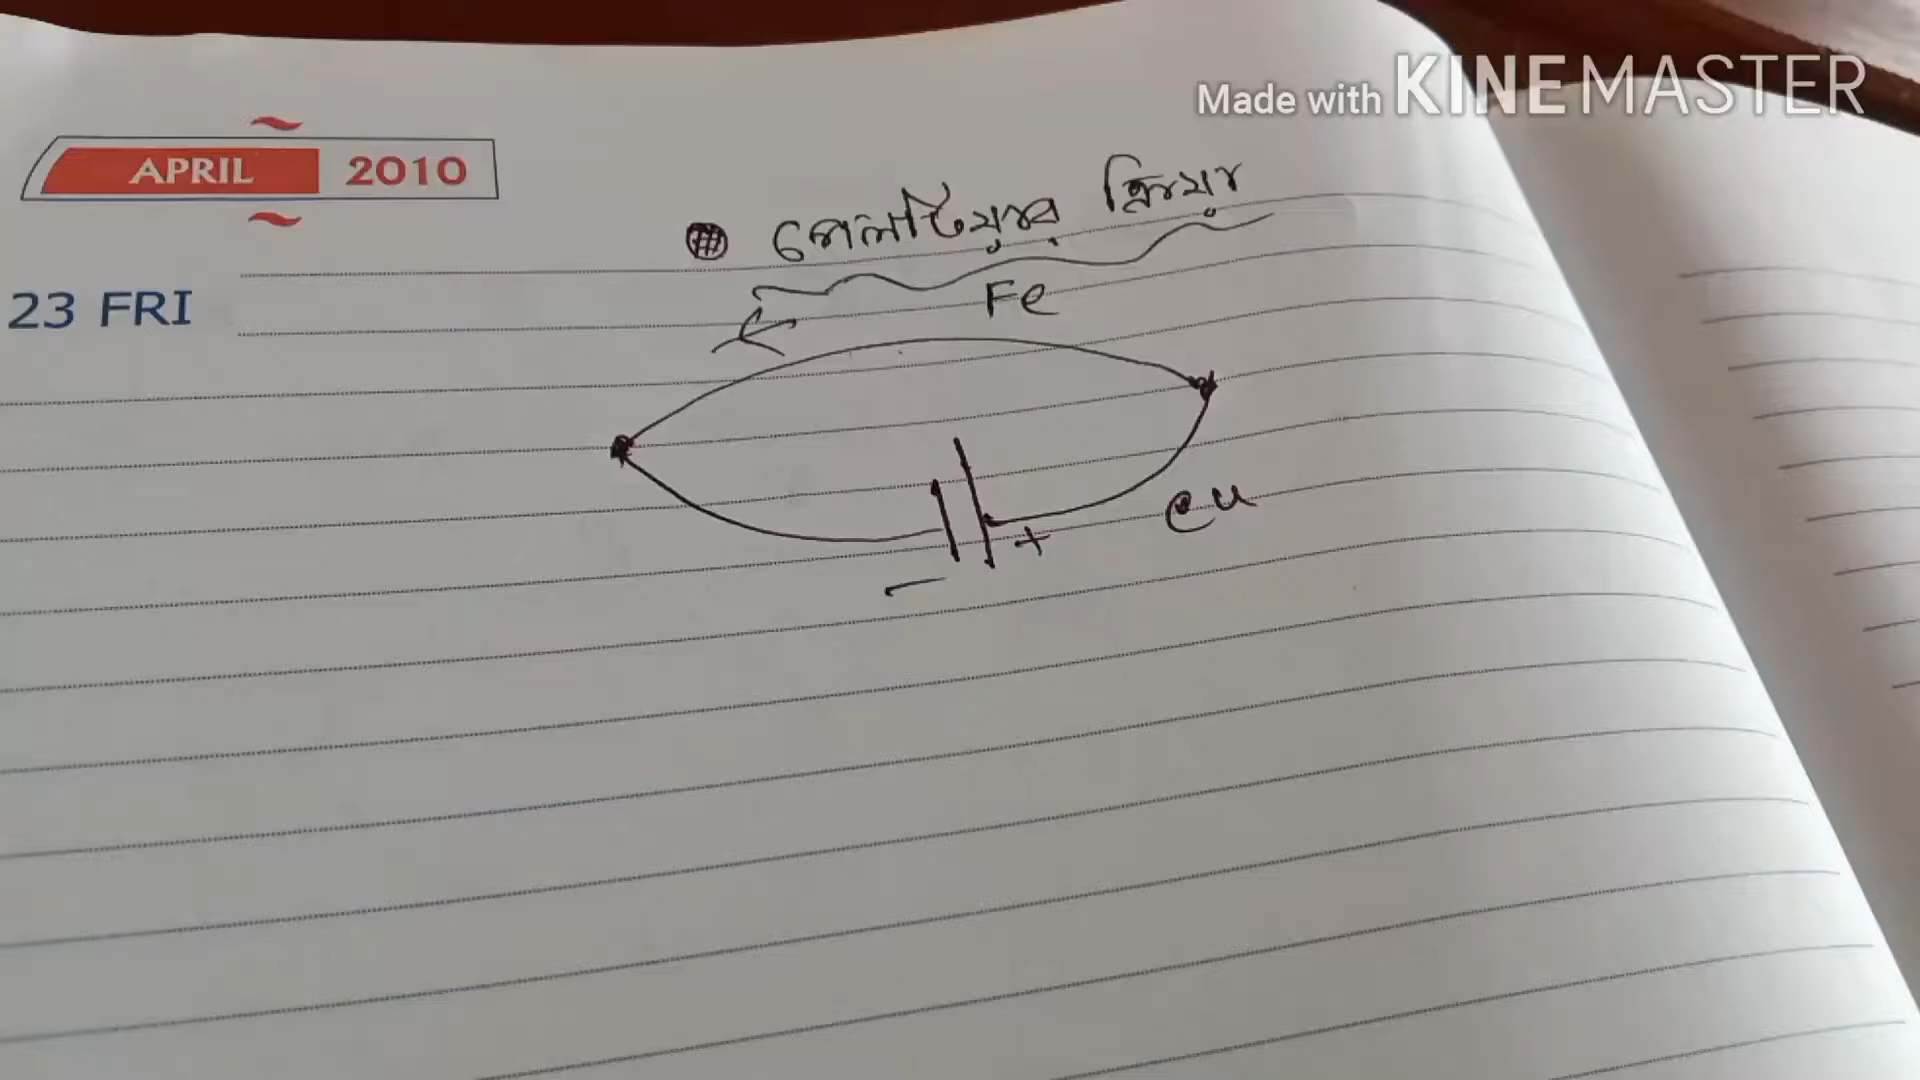 Made with KINEMASTER
APRIL 2010
পেলটিয়ার ক্রিয়া
23 FRI
Fe
Cu
+
-